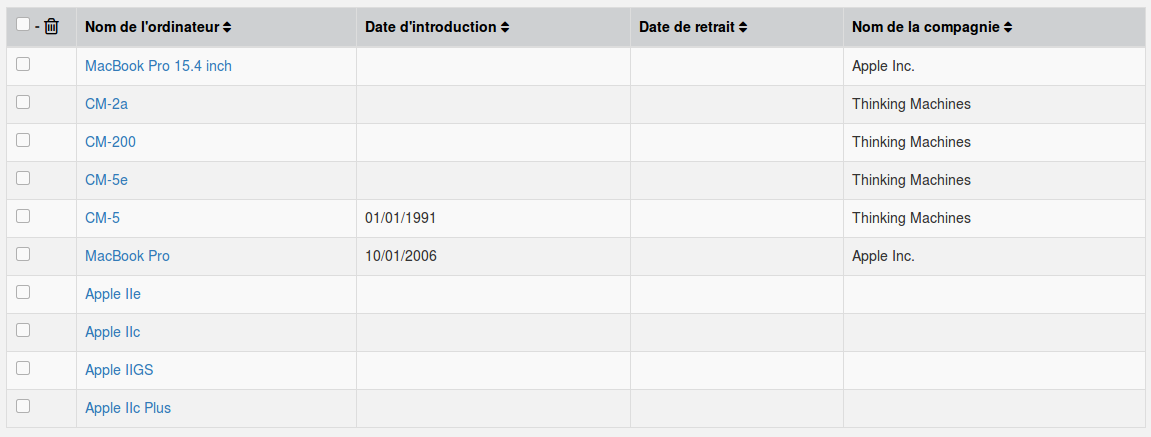 - Nom de l'ordinateur Date d'introduction Date de retrait Nom de la compagnie
MacBook Pro 15.4 inch Apple Inc.
CM-2a Thinking Machines
CM-200 Thinking Machines
CM-5e Thinking Machines
CM-5 01/01/1991 Thinking Machines
MacBook Pro 10/01/2006 Apple Inc.
Apple IIe
Apple IIc
Apple IIGS
Apple IIc Plus